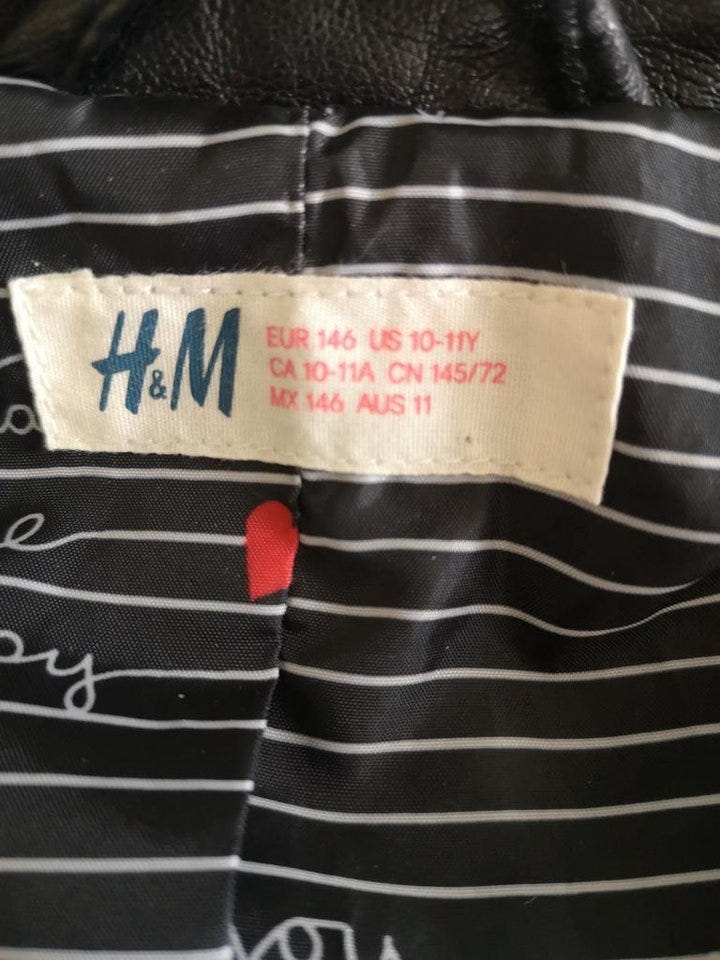 H&M
EUR 146 US 10-11Y
CA 10-11A CN 145/72
MX 146 AUS 11